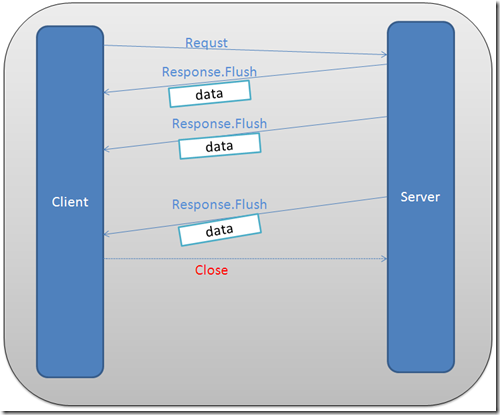 Requst
Response.Flush
data
Response.Flush
data
Client
Server
Response.Flush
data
Close